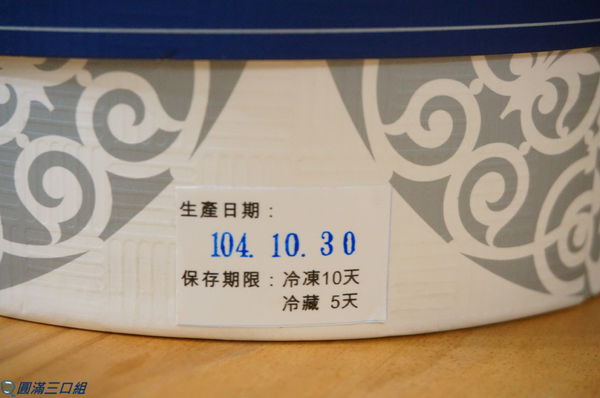 生產日期：
104. 10. 30
保存期限：冷凍10天
冷藏 5天
圓滿三口組